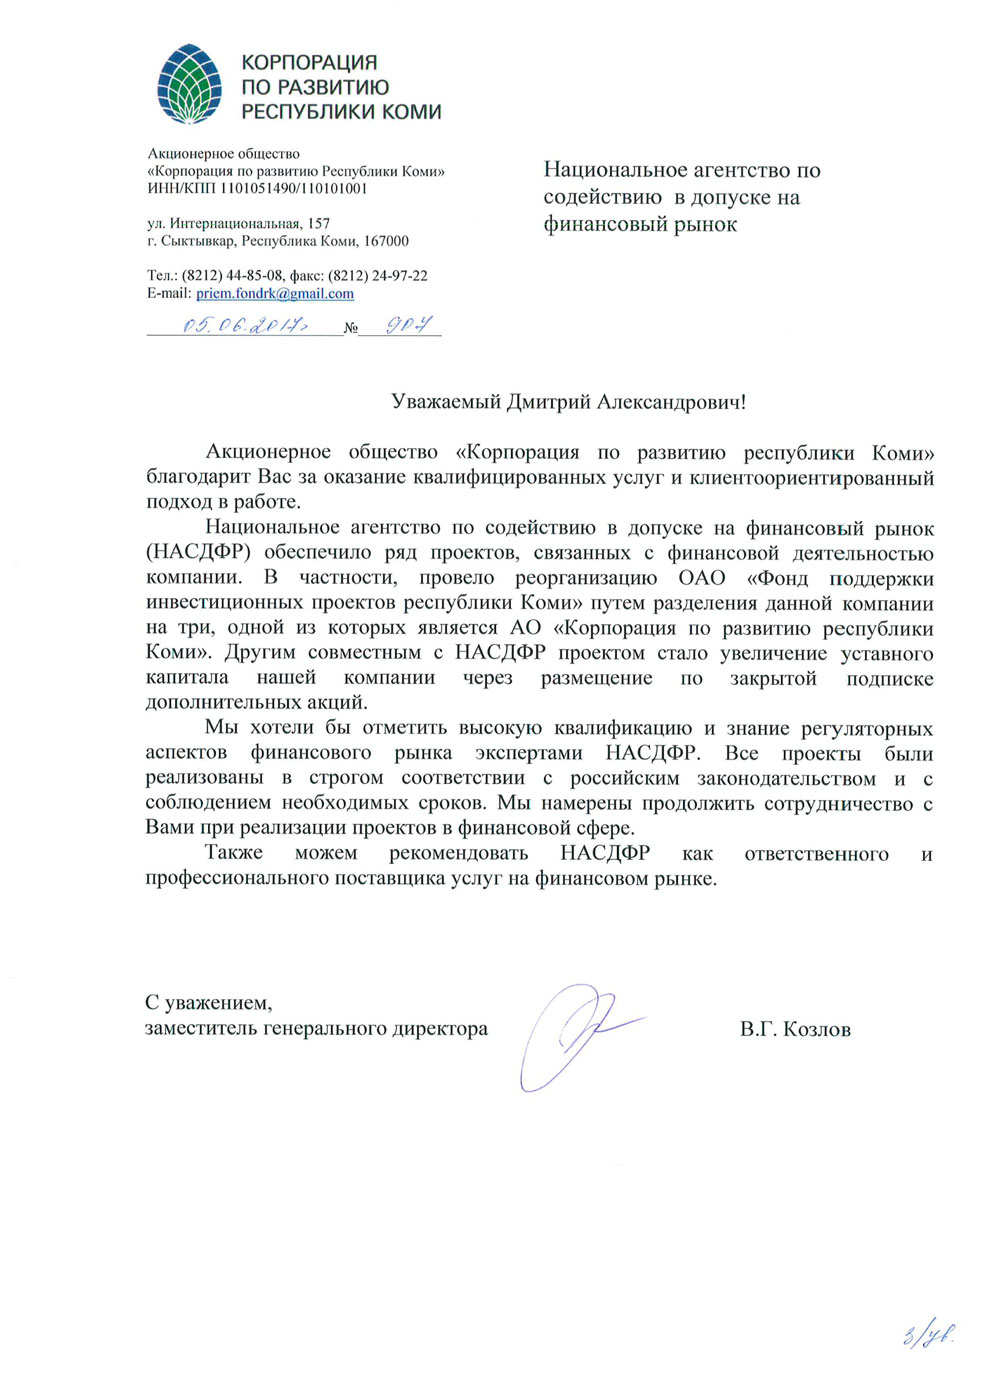 КОРПОРАЦИЯ
ПО РАЗВИТИЮ
РЕСПУБЛИКИ КОМИ
Акционерное общество
«Корпорация по развитию Республики Коми»
ИНН/КПП 1101051490/110101001
ул. Интернациональная, 157
г. Сыктывкар, Республика Коми, 167000
Тел.: (8212) 44-85-08, факс: (8212) 24-97-22
E-mail: priem.fondrk@gmail.com
05.06.2017г № 907
Национальное агентство по
содействию в допуске на
финансовый рынок
Уважаемый Дмитрий Александрович!
Акционерное общество «Корпорация по развитию республики Коми»
благодарит Вас за оказание квалифицированных услуг и клиентоориентированный
подход в работе.
Национальное агентство по содействию в допуске на финансовый рынок
(НАСДФР) обеспечило ряд проектов, связанных с финансовой деятельностью
компании. В частности, провело реорганизацию ОАО «Фонд поддержки
инвестиционных проектов республики Коми» путем разделения данной компании
на три, одной из которых является АО «Корпорация по развитию республики
Коми». Другим совместным с НАСДФР проектом стало увеличение уставного
капитала нашей компании через размещение по закрытой подписке
дополнительных акций.
Мы хотели бы отметить высокую квалификацию и знание регуляторных
аспектов финансового рынка экспертами НАСДФР. Все проекты были
реализованы в строгом соответствии с российским законодательством и с
соблюдением необходимых сроков. Мы намерены продолжить сотрудничество с
Вами при реализации проектов в финансовой сфере.
Также можем рекомендовать НАСДФР как ответственного и
профессионального поставщика услуг на финансовом рынке.
С уважением,
заместитель генерального директора
В.Г. Козлов